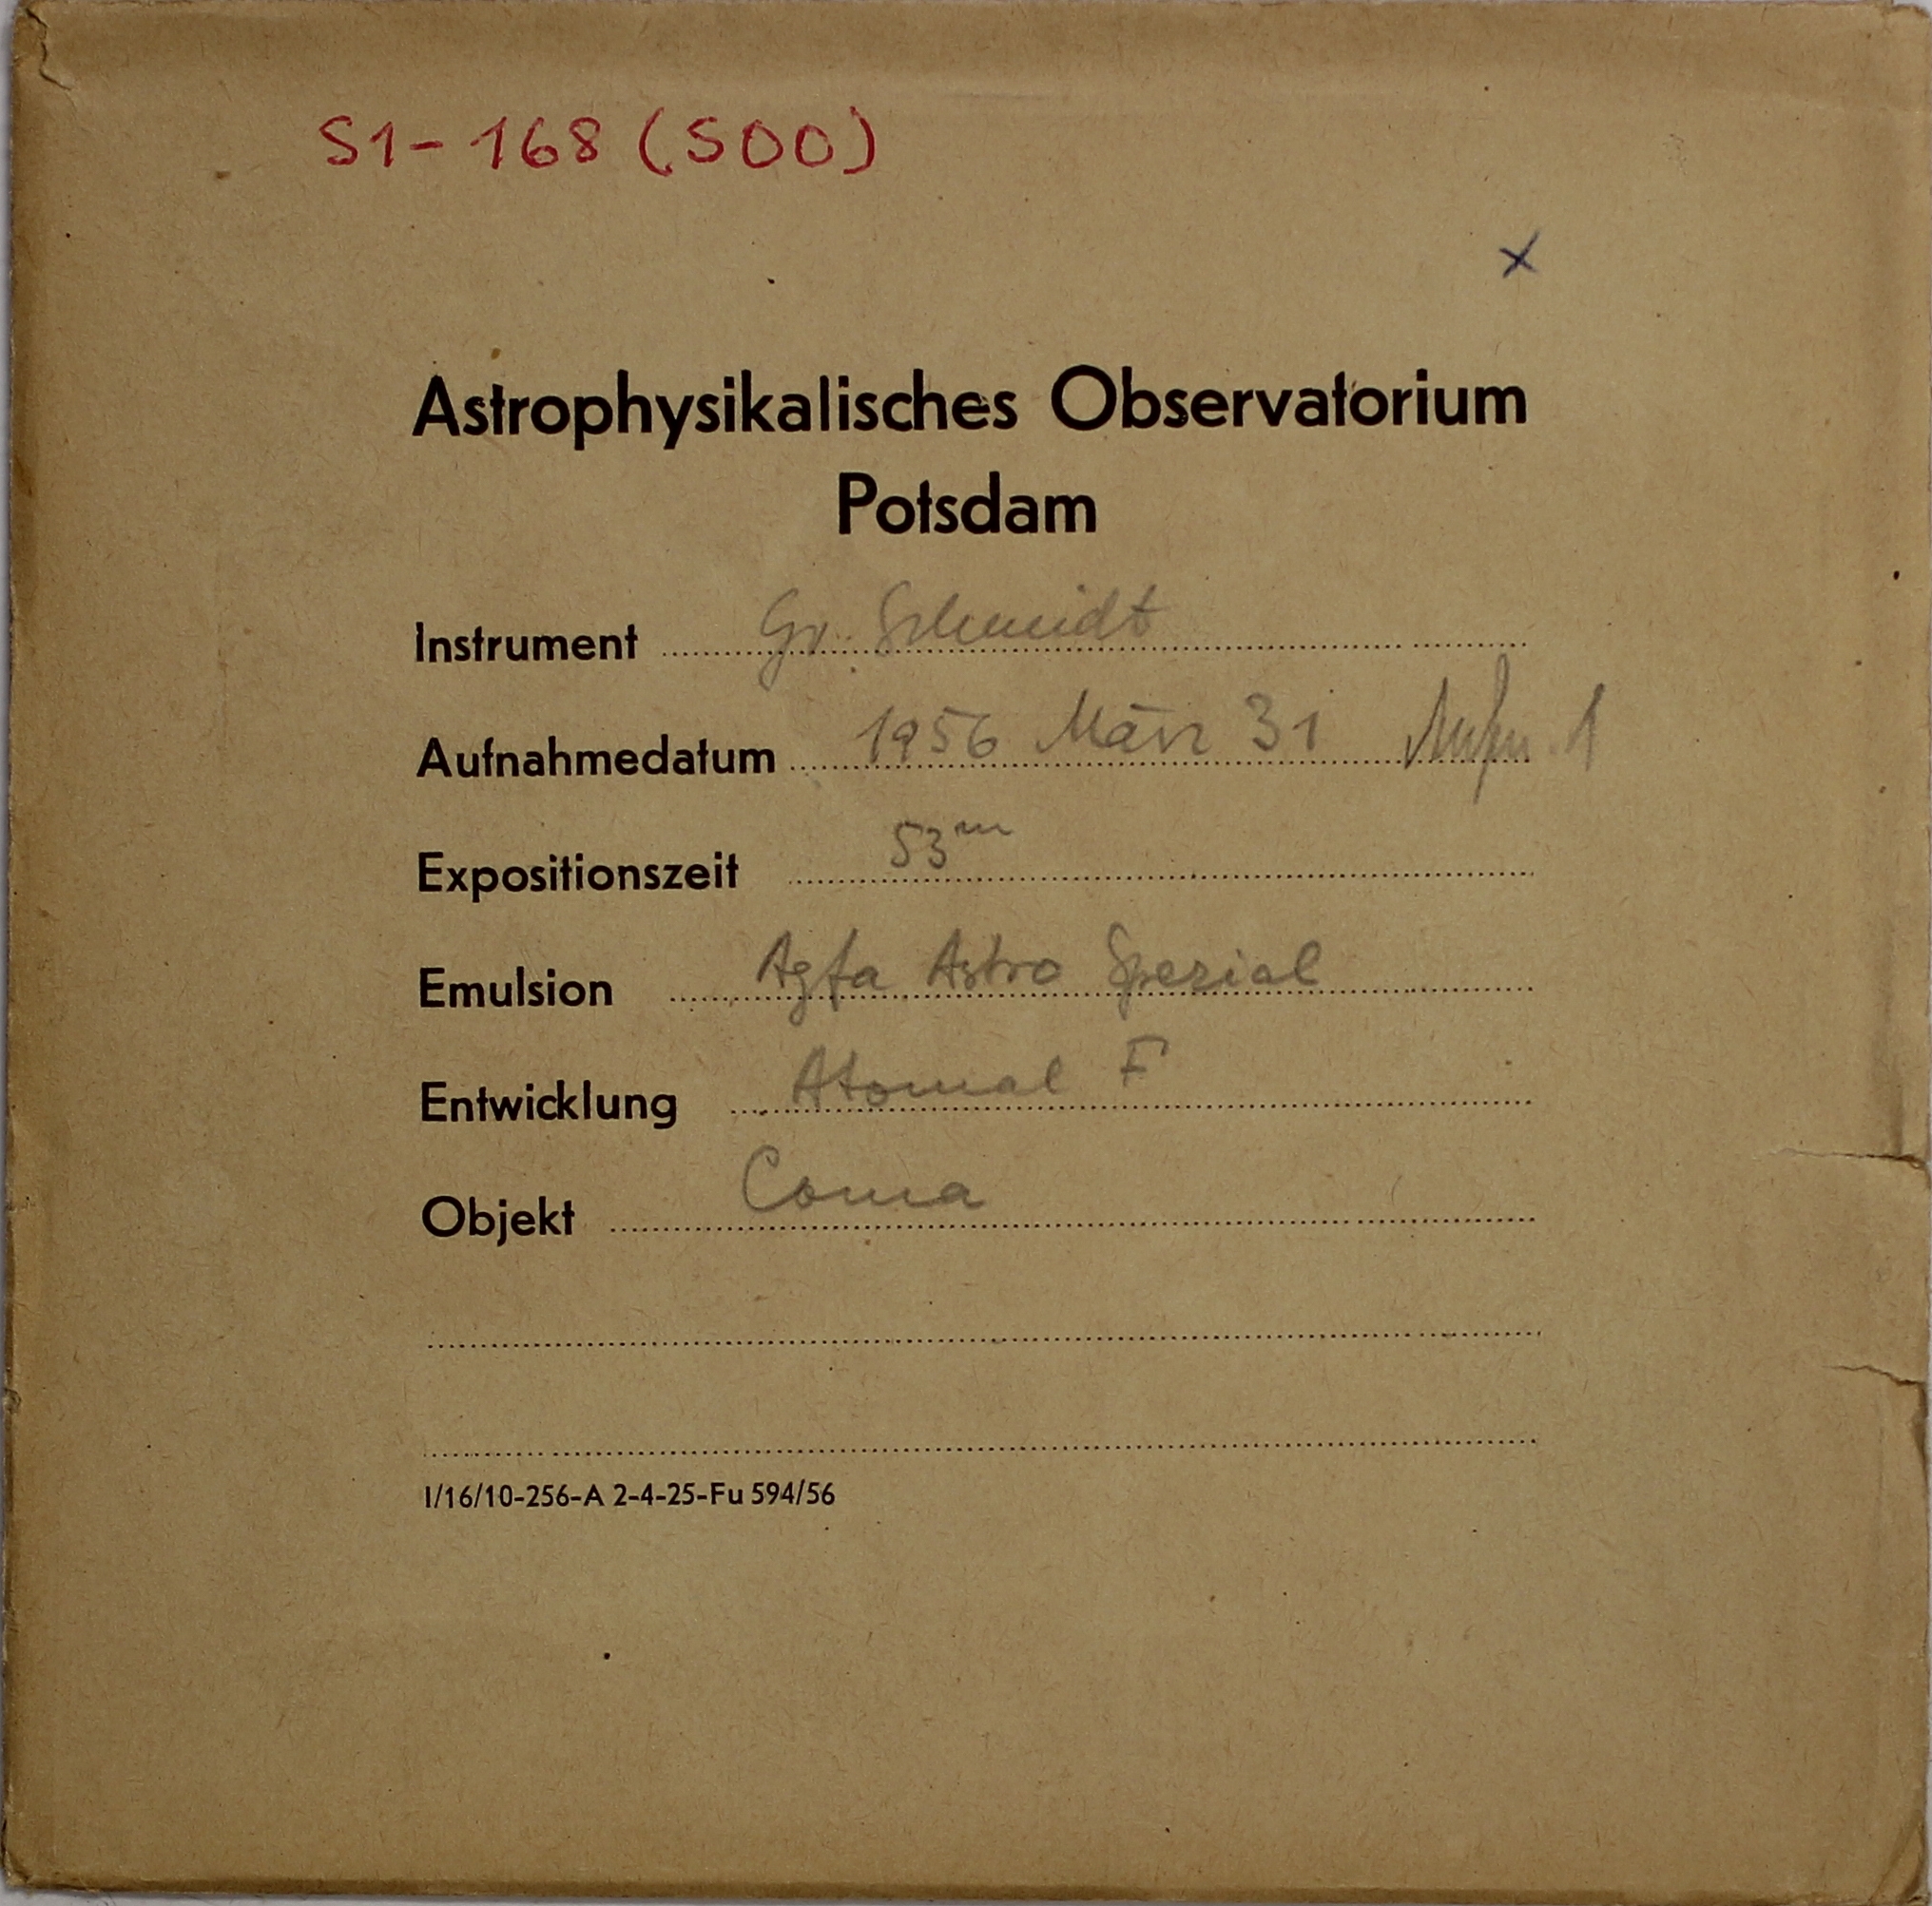 S1-168 (SOO)
x
Astrophysikalisches Observatorium
Potsdam
Instrument Gr. Schmidt
Aufnahmedatum 1956 März 31 Aufn. 1
Expositionszeit 53m
Emulsion Agfa Astro Spezial
Entwicklung Atomal F
Objekt Coma
I/16/10-256-A 2-4-25-Fu 594/56